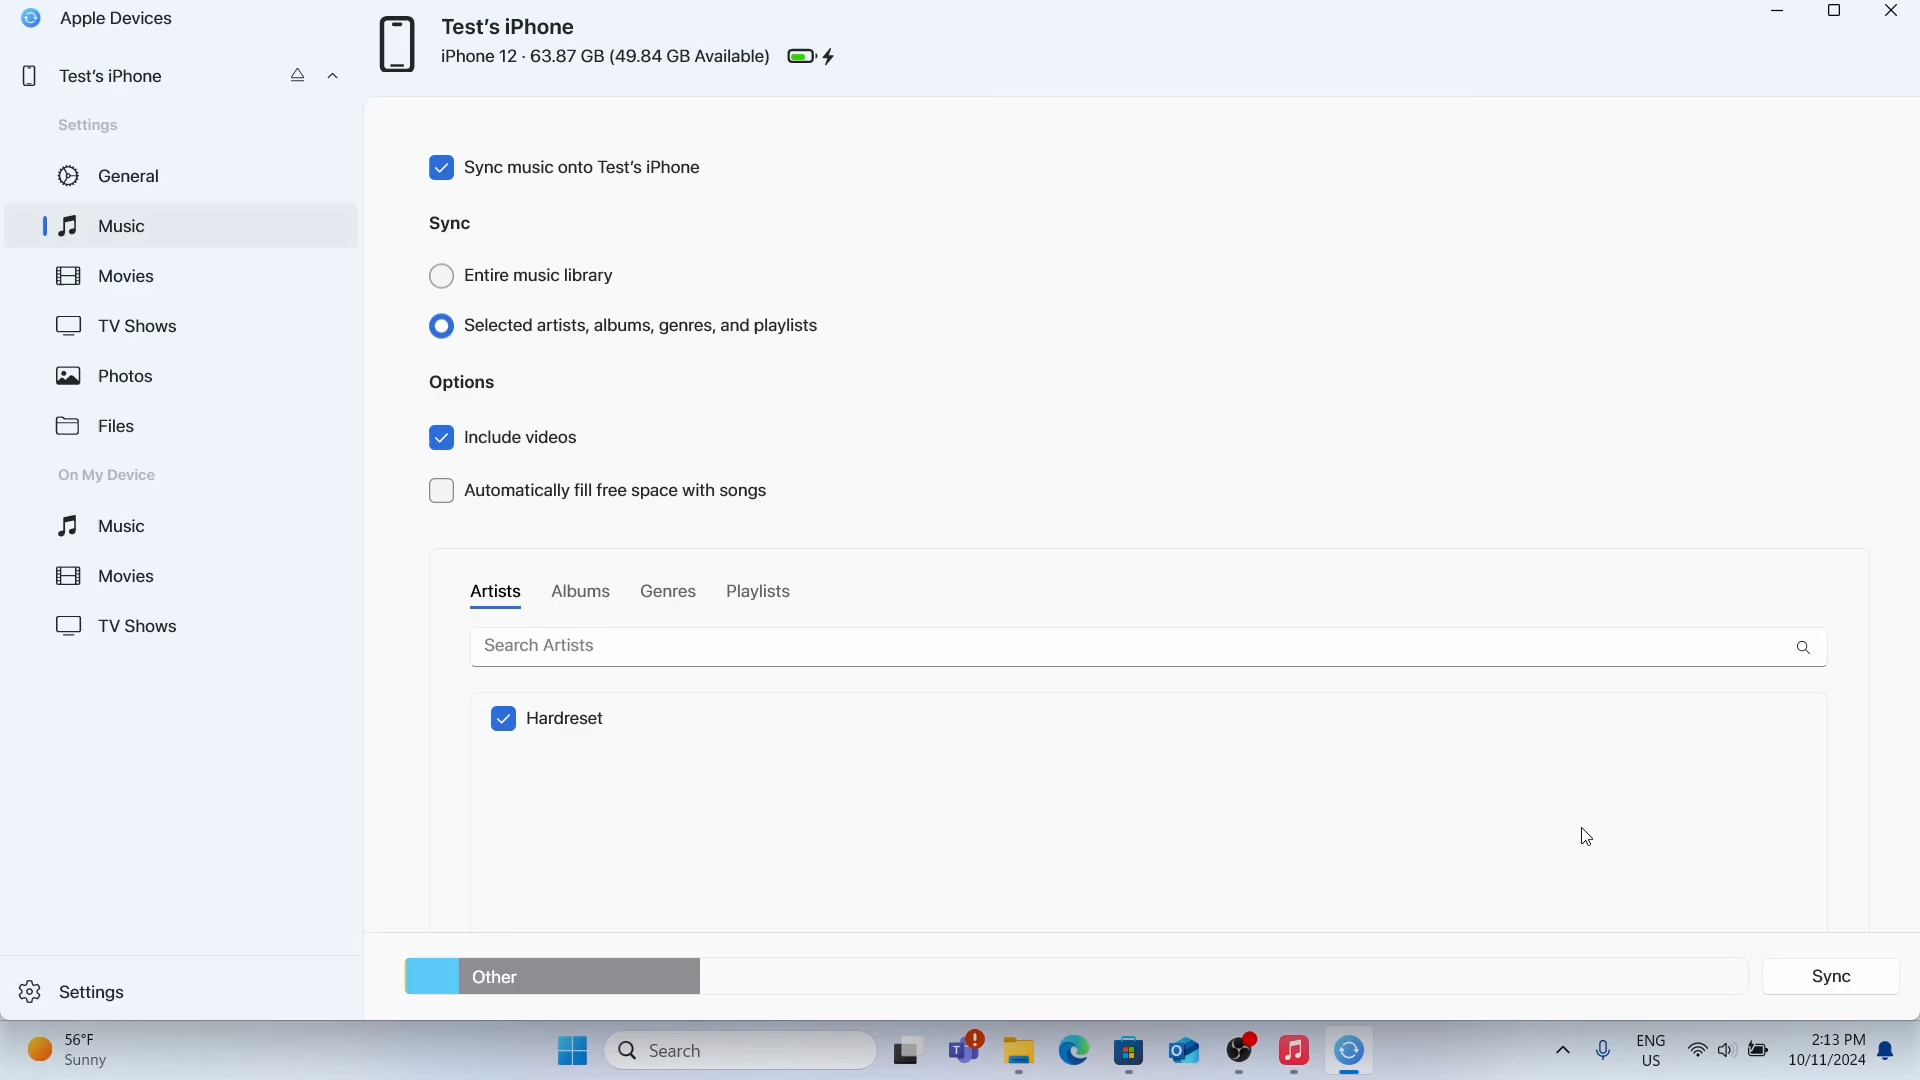 Apple Devices
Test's iPhone
Settings
General
Music
Movies
TV Shows
Photos
Files
On My Device
Music
Movies
TV Shows
Settings
Test's iPhone
iPhone 12 · 63.87 GB (49.84 GB Available)
Sync music onto Test's iPhone
Sync
Entire music library
Selected artists, albums, genres, and playlists
Options
Include videos
Automatically fill free space with songs
Artists Albums Genres Playlists
Search Artists
Hardreset
Other
Sync
56°F
Sunny
Search
ENG
US
2:13 PM
10/11/2024